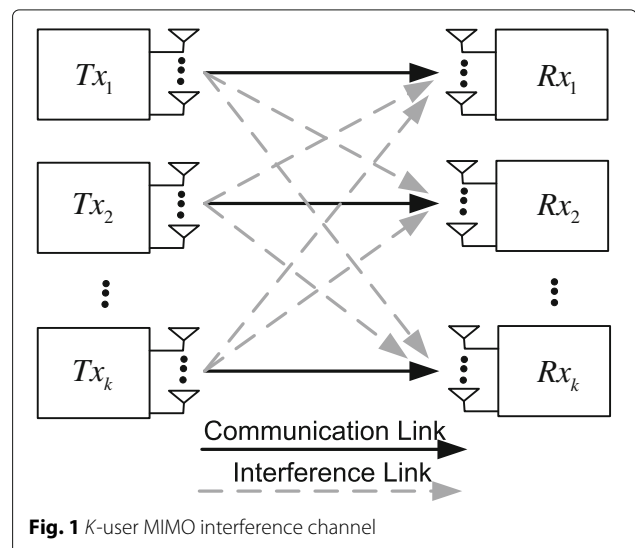 Tx₁ Rx₁
Tx₂ Rx₂
Txₖ Rxₖ
Communication Link
Interference Link
Fig. 1 K-user MIMO interference channel